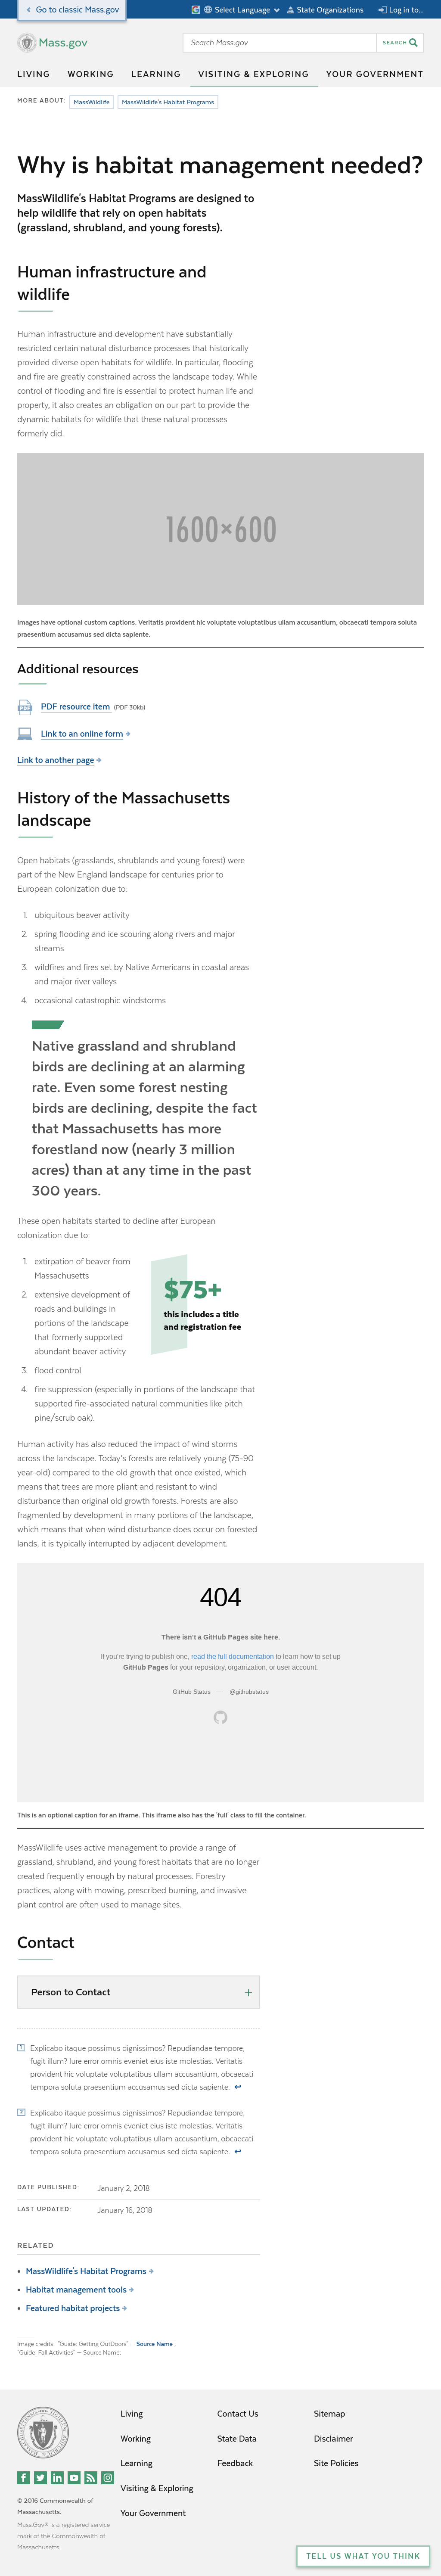 Go to classic Mass.gov
Select Language
State Organizations
Log in to...
Mass.gov
Search Mass.gov
SEARCH
LIVING
WORKING
LEARNING
VISITING & EXPLORING
YOUR GOVERNMENT
MORE ABOUT:
MassWildlife
MassWildlife's Habitat Programs
Why is habitat management needed?
MassWildlife's Habitat Programs are designed to
help wildlife that rely on open habitats
(grassland, shrubland, and young forests).
Human infrastructure and
wildlife
Human infrastructure and development have substantially
restricted certain natural disturbance processes that historically
provided diverse open habitats for wildlife. In particular, flooding
and fire are greatly constrained across the landscape today. While
control of flooding and fire is essential to protect human life and
property, it also creates an obligation on our part to provide the
dynamic habitats for wildlife that these natural processes
formerly did.
1600×600
Images have optional custom captions. Veritatis provident hic voluptate voluptatibus ullam accusantium, obcaecati tempora soluta
praesentium accusamus sed dicta sapiente.
Additional resources
PDF
PDF resource item (PDF 30kb)
Link to an online form
Link to another page
History of the Massachusetts
landscape
Open habitats (grasslands, shrublands and young forest) were
part of the New England landscape for centuries prior to
European colonization due to:
1. ubiquitous beaver activity
2. spring flooding and ice scouring along rivers and major
streams
3. wildfires and fires set by Native Americans in coastal areas
and major river valleys
4. occasional catastrophic windstorms
Native grassland and shrubland
birds are declining at an alarming
rate. Even some forest nesting
birds are declining, despite the fact
that Massachusetts has more
forestland now (nearly 3 million
acres) than at any time in the past
300 years.
These open habitats started to decline after European
colonization due to:
1. extirpation of beaver from
Massachusetts
2. extensive development of
roads and buildings in
portions of the landscape
that formerly supported
abundant beaver activity
$75+
this includes a title
and registration fee
3. flood control
4. fire suppression (especially in portions of the landscape that
supported fire-associated natural communities like pitch
pine/scrub oak).
Human activity has also reduced the impact of wind storms
across the landscape. Today's forests are relatively young (75-90
year-old) compared to the old growth that once existed, which
means that trees are more pliant and resistant to wind
disturbance than original old growth forests. Forests are also
fragmented by development in many portions of the landscape,
which means that when wind disturbance does occur on forested
lands, it is typically interrupted by adjacent development.
404
There isn't a GitHub Pages site here.
If you're trying to publish one, read the full documentation to learn how to set up
GitHub Pages for your repository, organization, or user account.
GitHub Status — @githubstatus
This is an optional caption for an iframe. This iframe also has the 'full' class to fill the container.
MassWildlife uses active management to provide a range of
grassland, shrubland, and young forest habitats that are no longer
created frequently enough by natural processes. Forestry
practices, along with mowing, prescribed burning, and invasive
plant control are often used to manage sites.
Contact
Person to Contact +
1 Explicabo itaque possimus dignissimos? Repudiandae tempore,
fugit illum? Iure error omnis eveniet eius iste molestias. Veritatis
provident hic voluptate voluptatibus ullam accusantium, obcaecati
tempora soluta praesentium accusamus sed dicta sapiente. ↩
2 Explicabo itaque possimus dignissimos? Repudiandae tempore,
fugit illum? Iure error omnis eveniet eius iste molestias. Veritatis
provident hic voluptate voluptatibus ullam accusantium, obcaecati
tempora soluta praesentium accusamus sed dicta sapiente. ↩
DATE PUBLISHED: January 2, 2018
LAST UPDATED: January 16, 2018
RELATED
MassWildlife's Habitat Programs
Habitat management tools
Featured habitat projects
Image credits: "Guide: Getting OutDoors" — Source Name ,
"Guide: Fall Activities" — Source Name,
Living
Working
Learning
Visiting & Exploring
Your Government
Contact Us
State Data
Feedback
Sitemap
Disclaimer
Site Policies
© 2016 Commonwealth of
Massachusetts.
Mass.Gov® is a registered service
mark of the Commonwealth of
Massachusetts.
TELL US WHAT YOU THINK